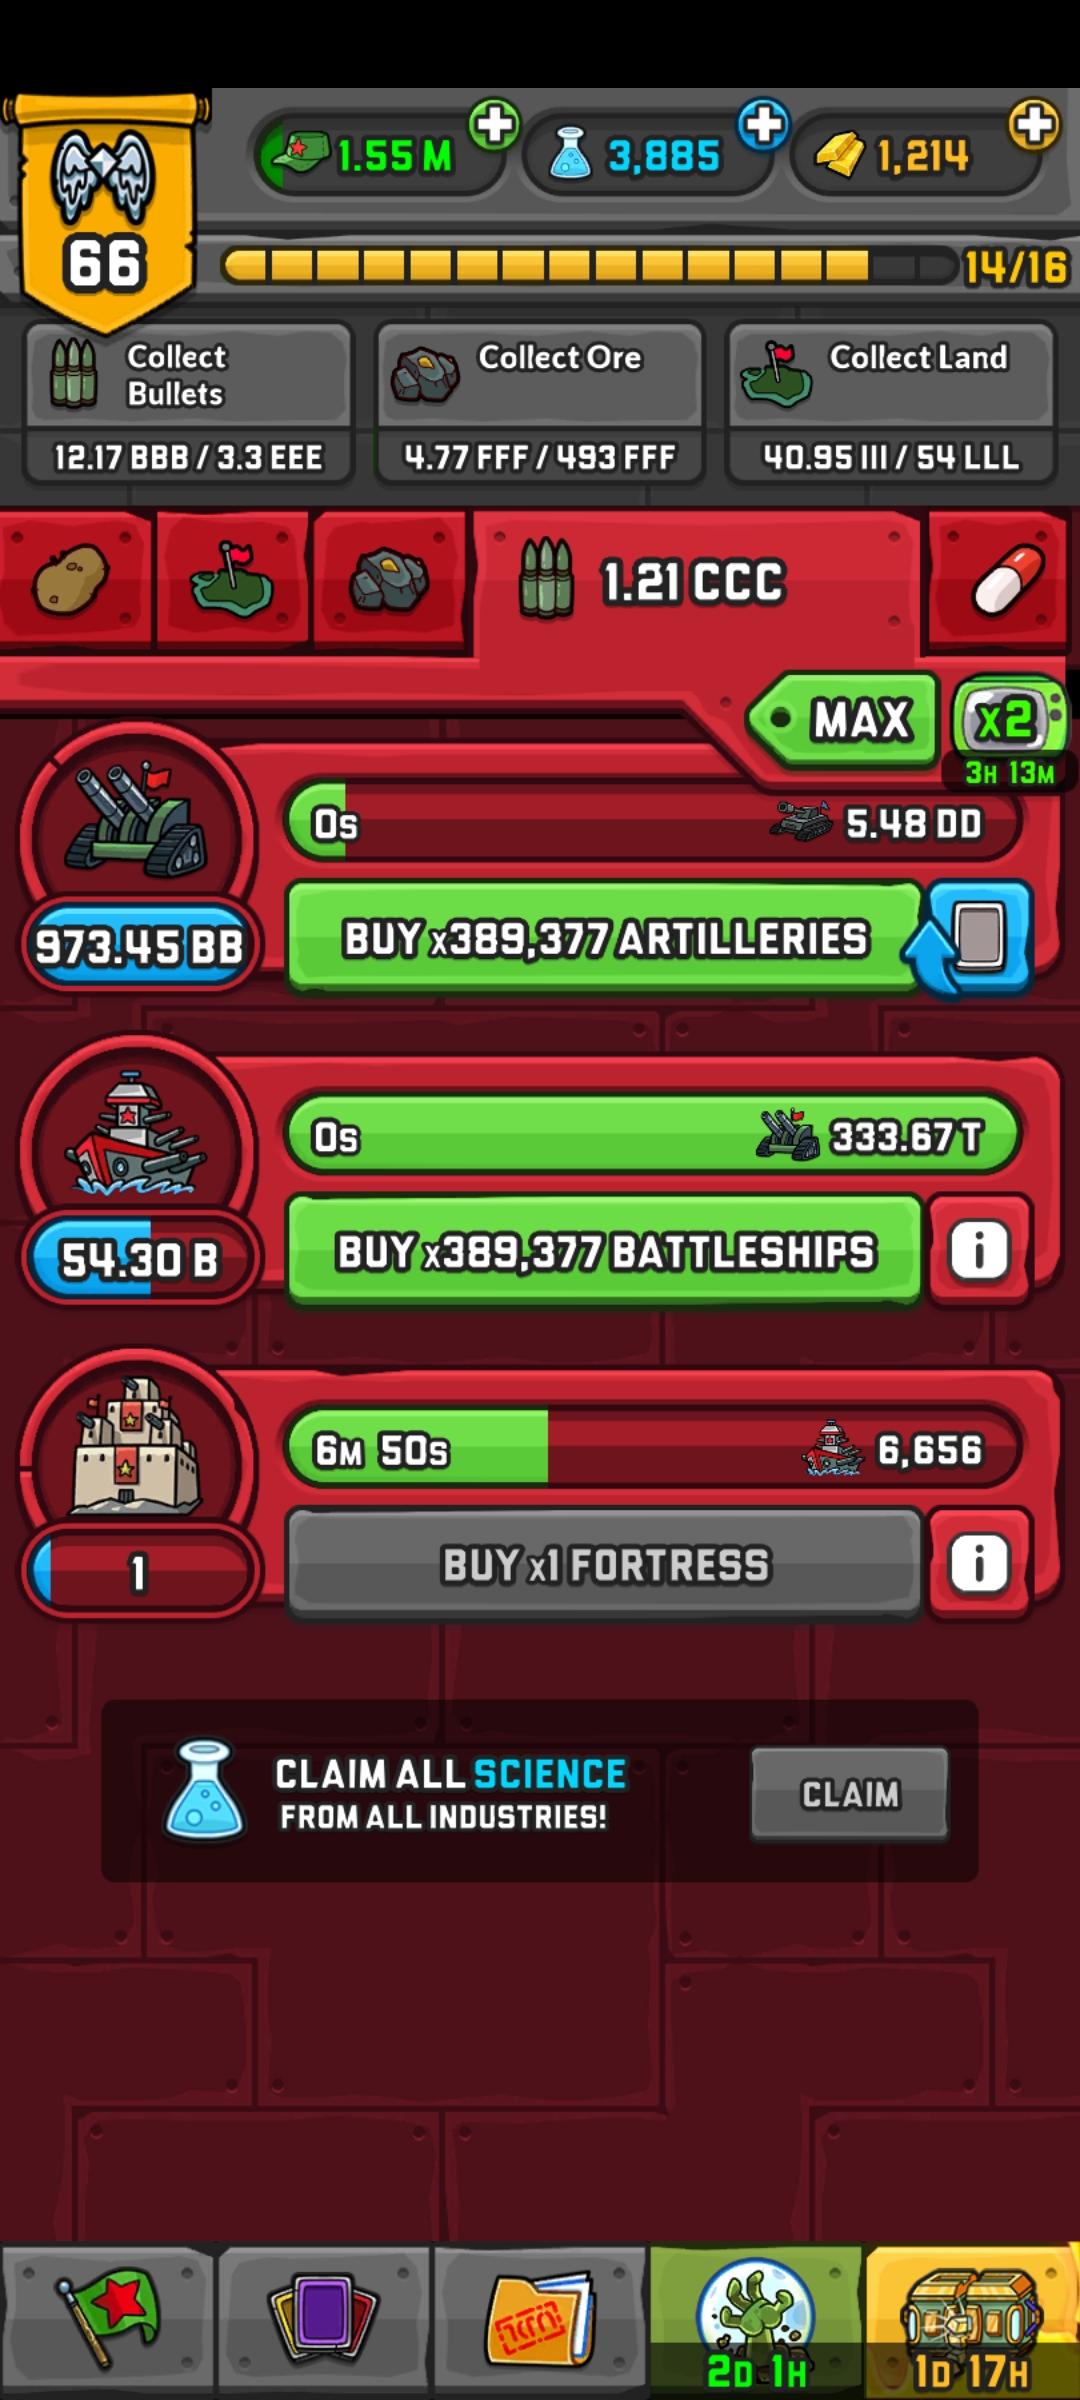 1.55 M
3,885
1,214
66
14/16
Collect
Bullets
12.17 BBB / 3.3 EEE
Collect Ore
4.77 FFF / 493 FFF
Collect Land
40.95 III / 54 LLL
1.21 CCC
MAX
x2
3H 13M
0s
5.48 DD
973.45 BB
BUY x389,377 ARTILLERIES
0s
333.67 T
54.30 B
BUY x389,377 BATTLESHIPS
i
6M 50s
6,656
1
BUY x1 FORTRESS
i
CLAIM ALL SCIENCE
FROM ALL INDUSTRIES!
CLAIM
2D 1H
1D 17H